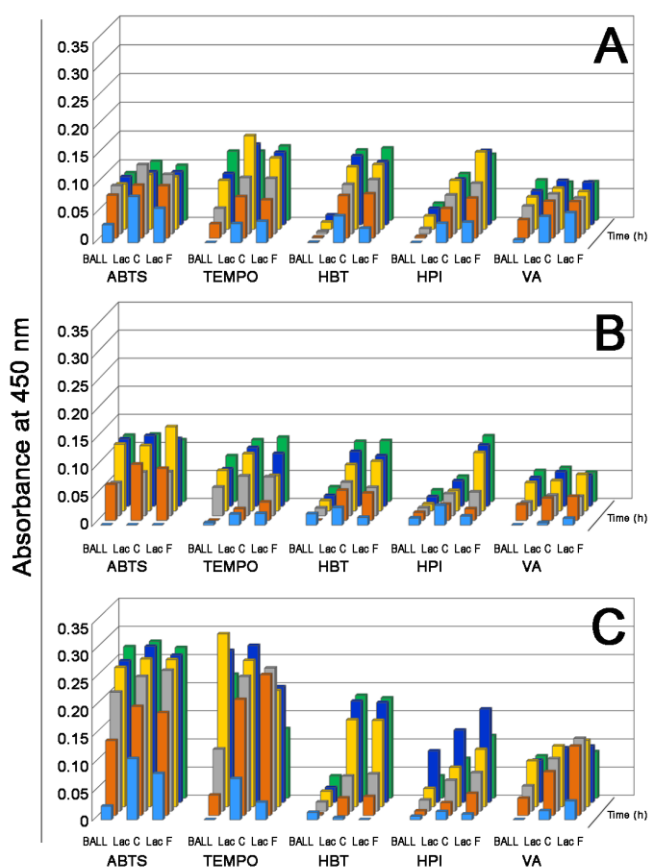 Absorbance at 450 nm
A
0.35
0.30
0.25
0.20
0.15
0.10
0.05
0
Time (h)
BALL Lac C Lac F BALL Lac C Lac F BALL Lac C Lac F BALL Lac C Lac F BALL Lac C Lac F
ABTS TEMPO HBT HPI VA
B
0.35
0.30
0.25
0.20
0.15
0.10
0.05
0
Time (h)
BALL Lac C Lac F BALL Lac C Lac F BALL Lac C Lac F BALL Lac C Lac F BALL Lac C Lac F
ABTS TEMPO HBT HPI VA
C
0.35
0.30
0.25
0.20
0.15
0.10
0.05
0
Time (h)
BALL Lac C Lac F BALL Lac C Lac F BALL Lac C Lac F BALL Lac C Lac F BALL Lac C Lac F
ABTS TEMPO HBT HPI VA